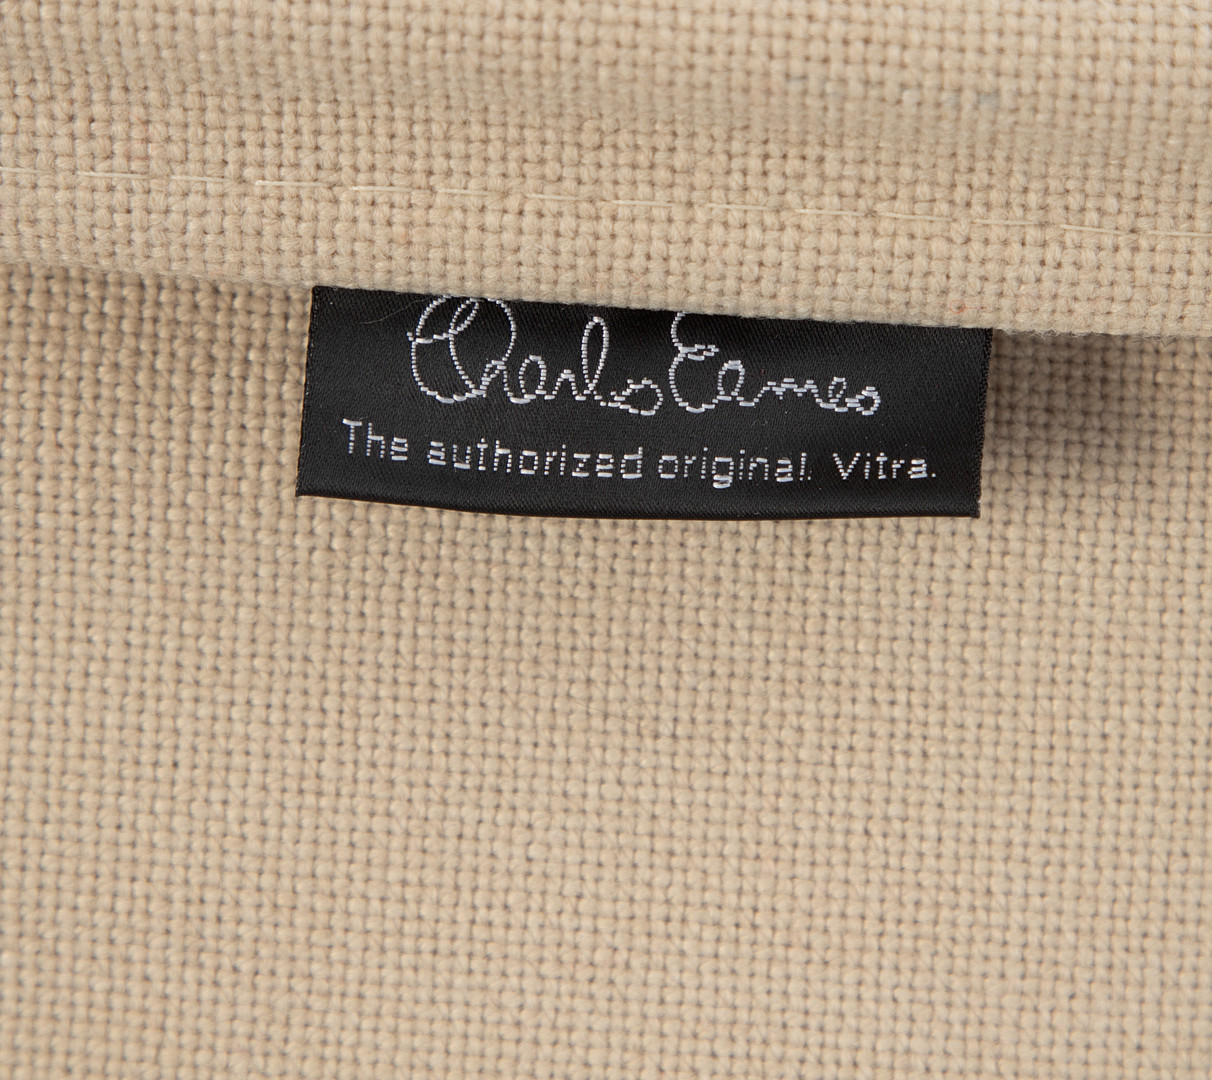 Charles Eames
The authorized original. Vitra.